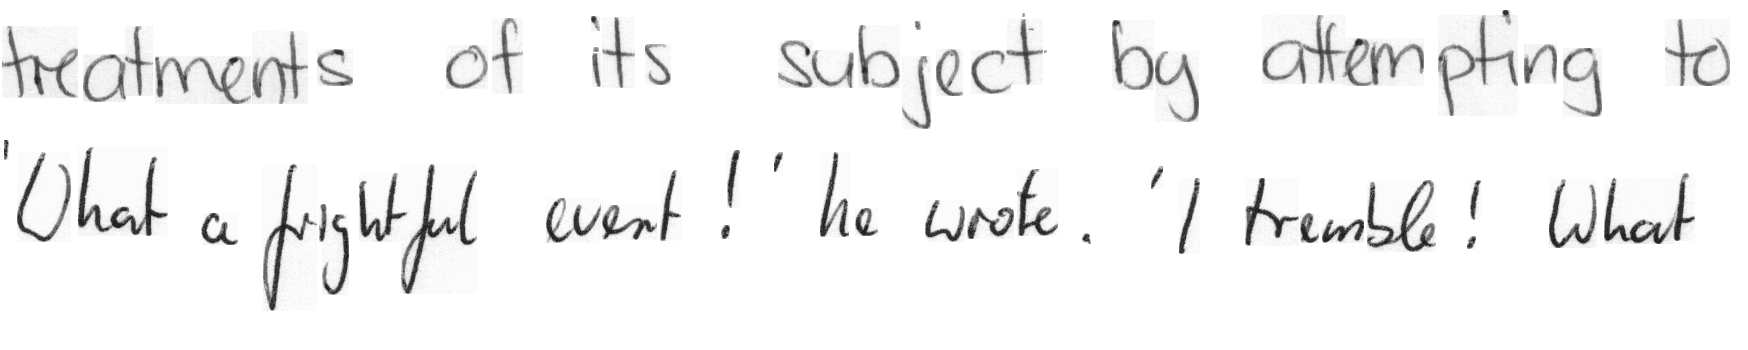 treatments of its subject by attempting to
'What a frightful event!' he wrote. 'I tremble! What